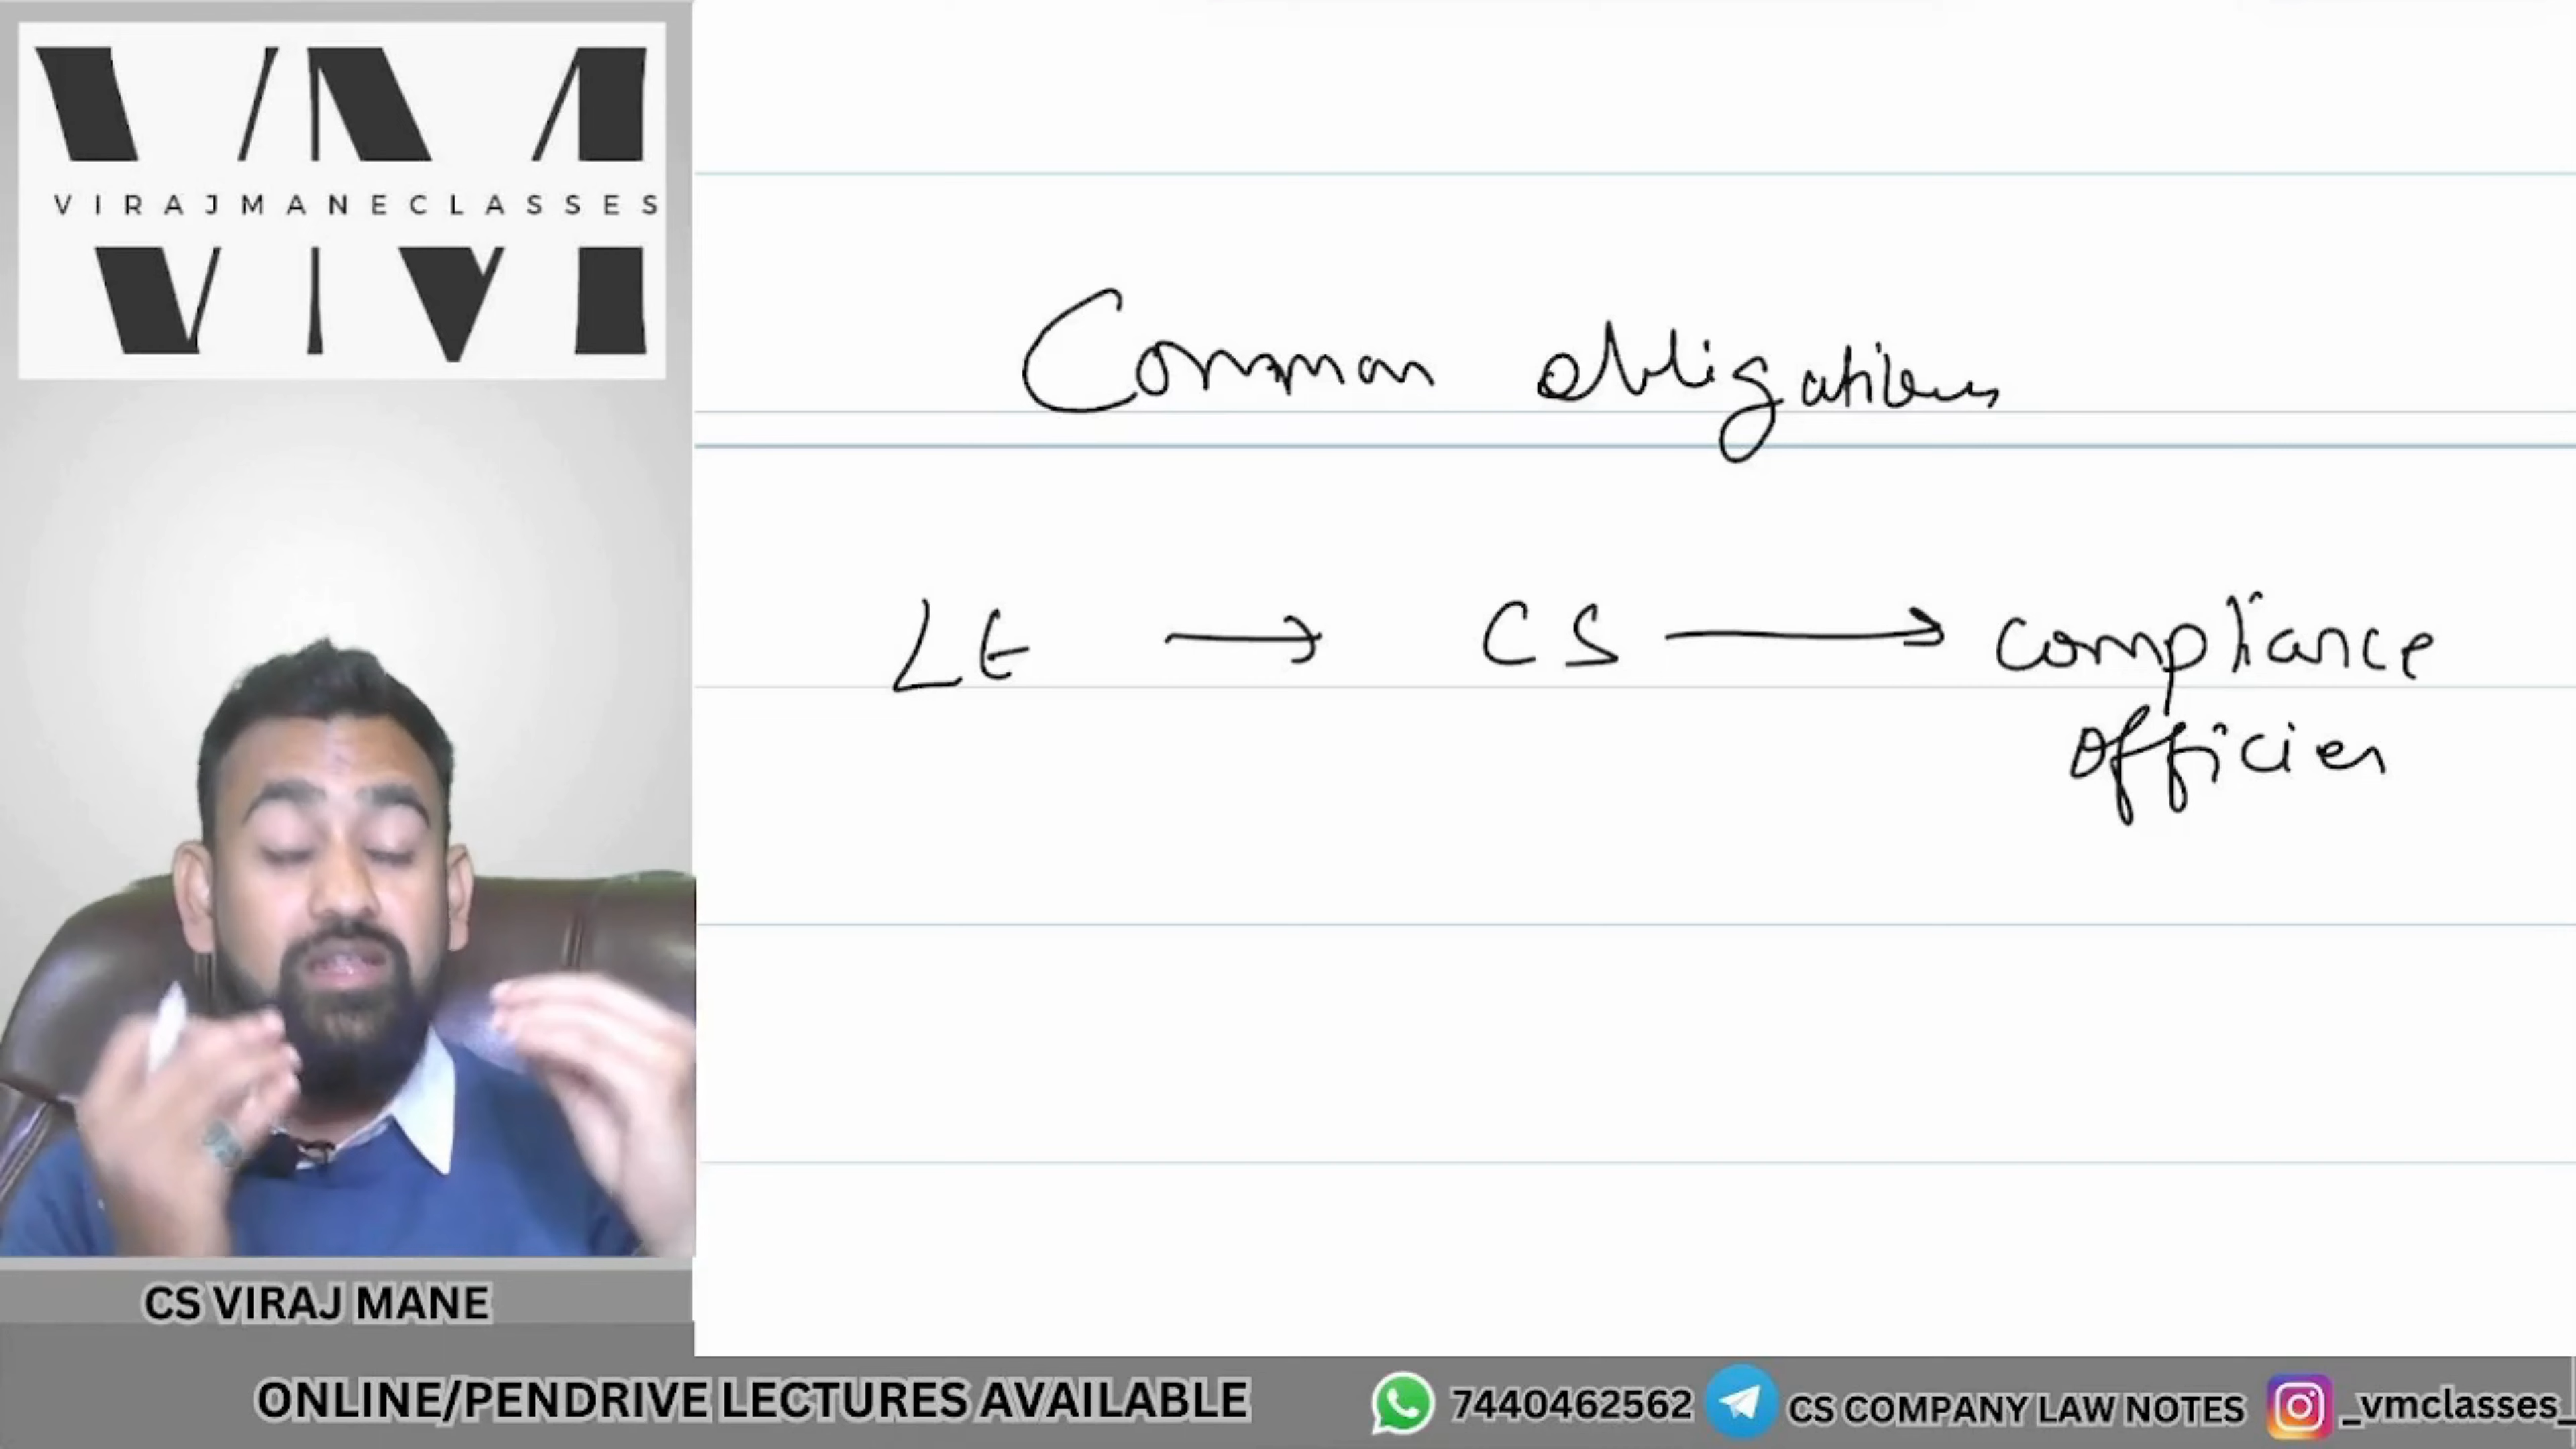 VIRAJMANECLASSES
Common obligations
LE → CS → compliance
officier
CS VIRAJ MANE
ONLINE/PENDRIVE LECTURES AVAILABLE
7440462562
CS COMPANY LAW NOTES
_vmclasses_